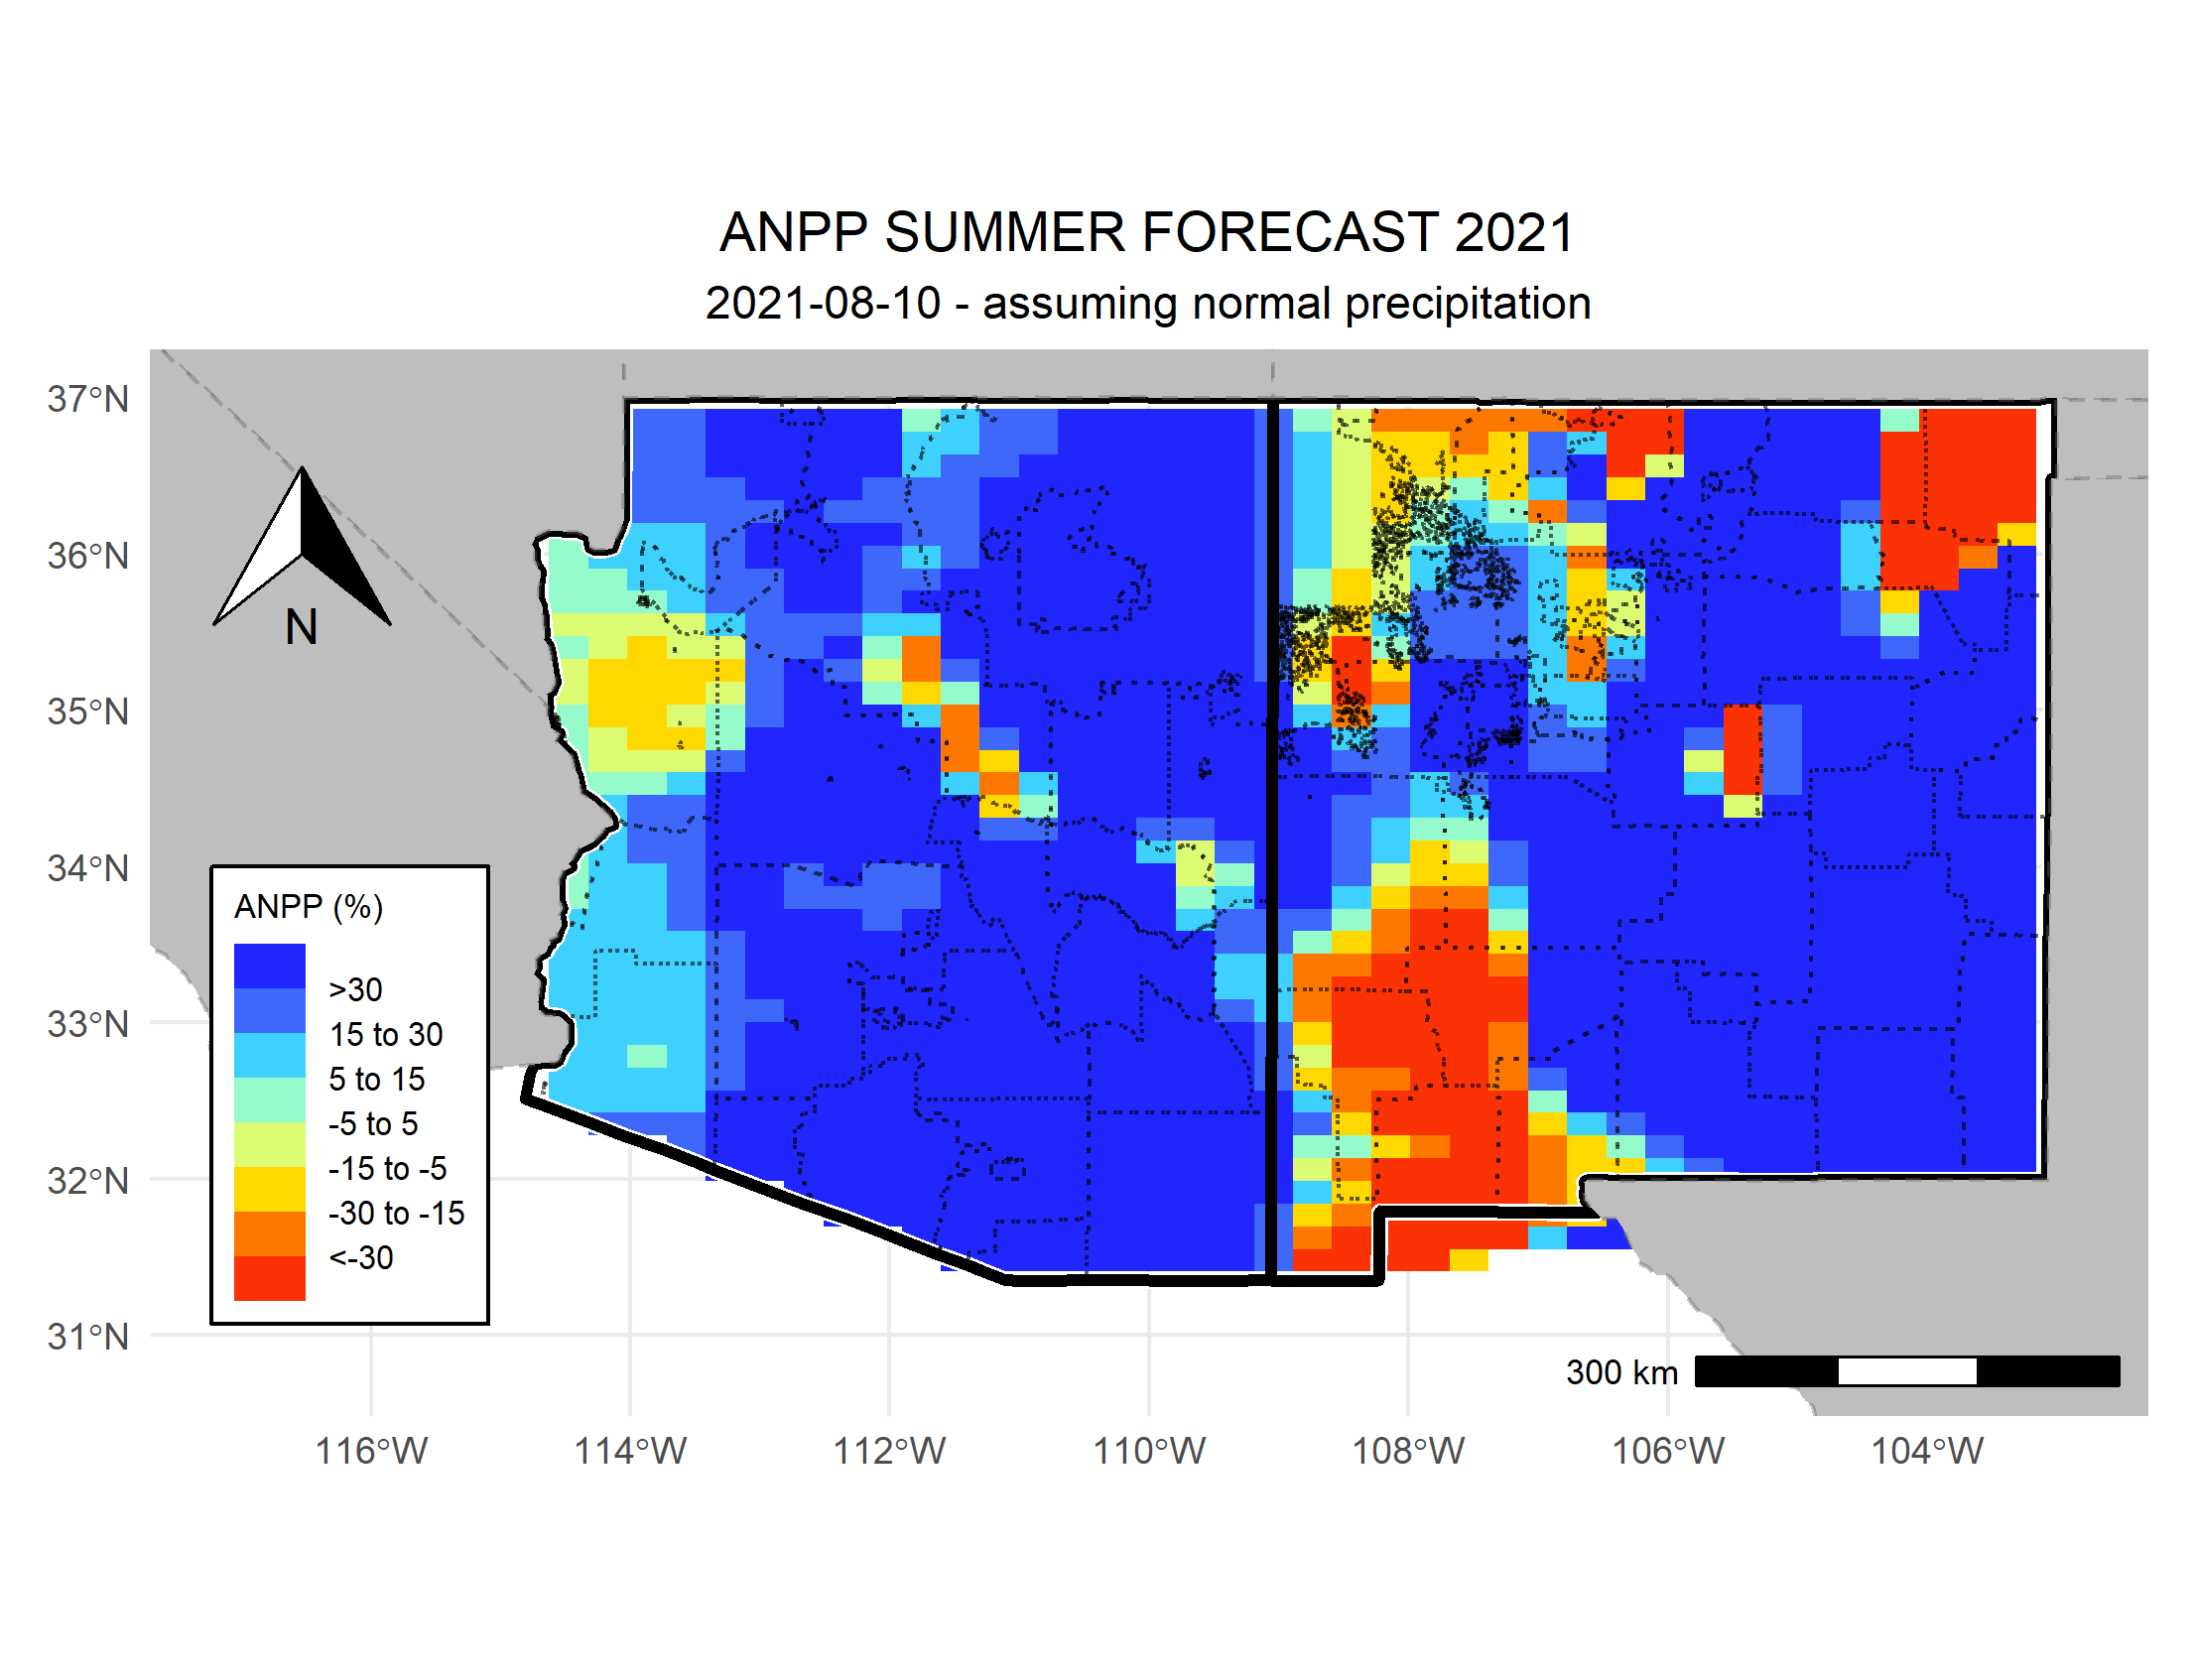 ANPP SUMMER FORECAST 2021
2021-08-10 - assuming normal precipitation
37°N
36°N
35°N
34°N
33°N
32°N
31°N
N
ANPP (%)
>30
15 to 30
5 to 15
-5 to 5
-15 to -5
-30 to -15
<-30
300 km
116°W
114°W
112°W
110°W
108°W
106°W
104°W